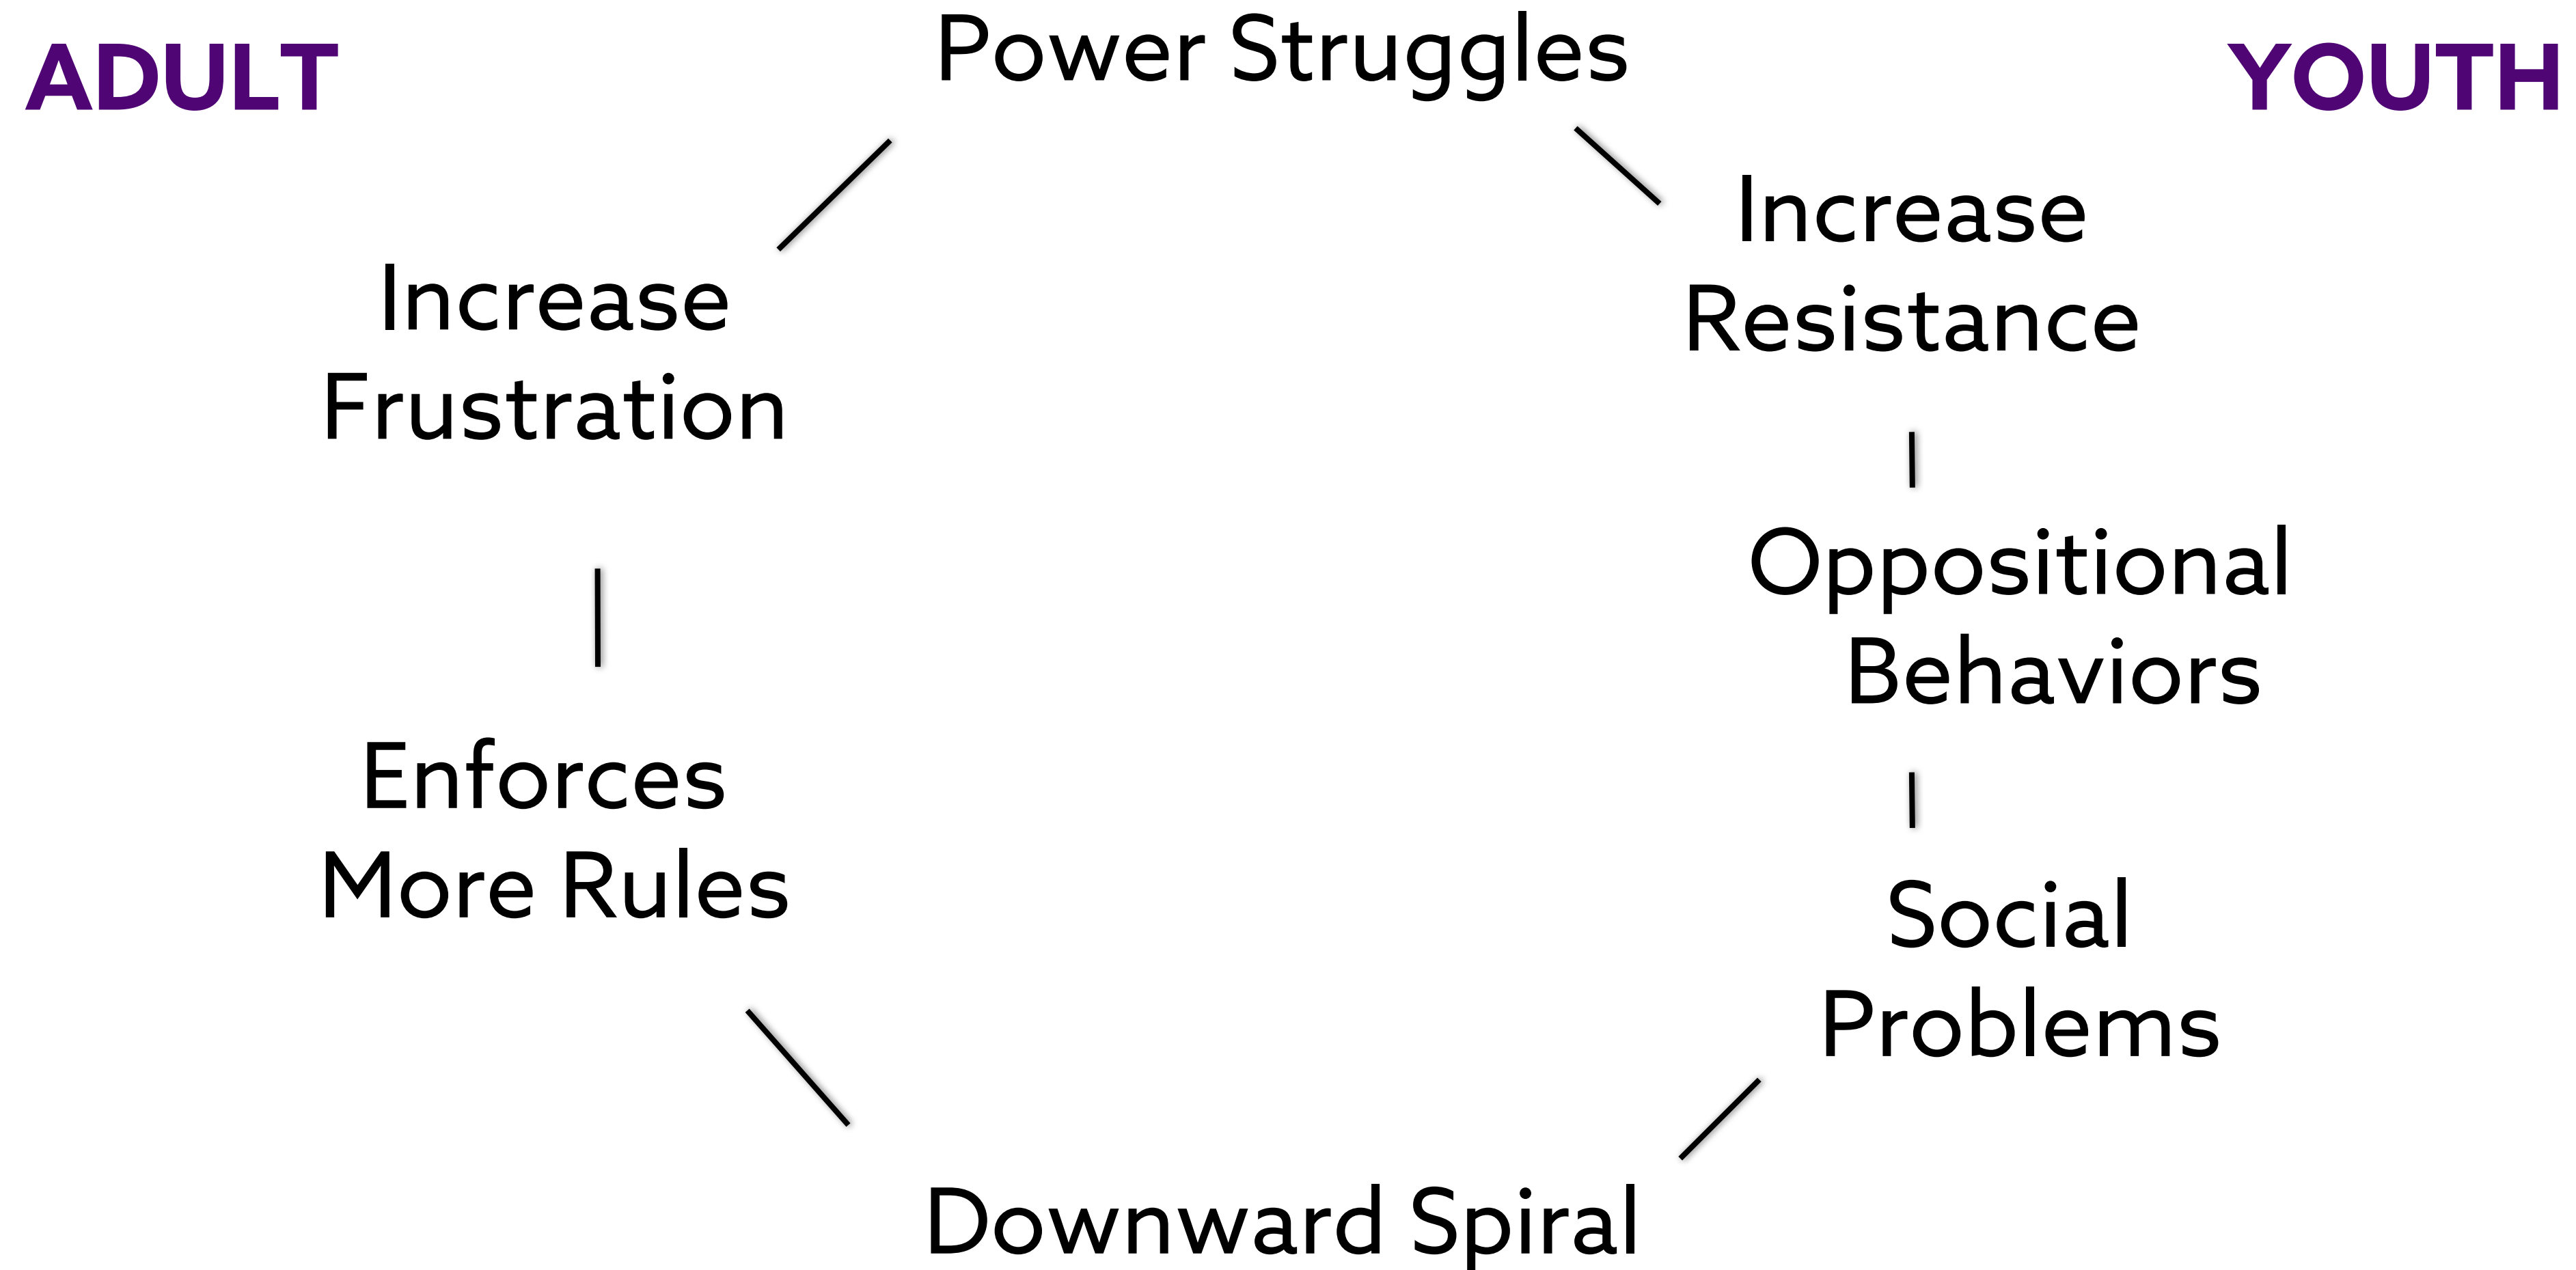 ADULT
Power Struggles
YOUTH
Increase
Resistance
Increase
Frustration
Oppositional
Behaviors
Enforces
More Rules
Social
Problems
Downward Spiral